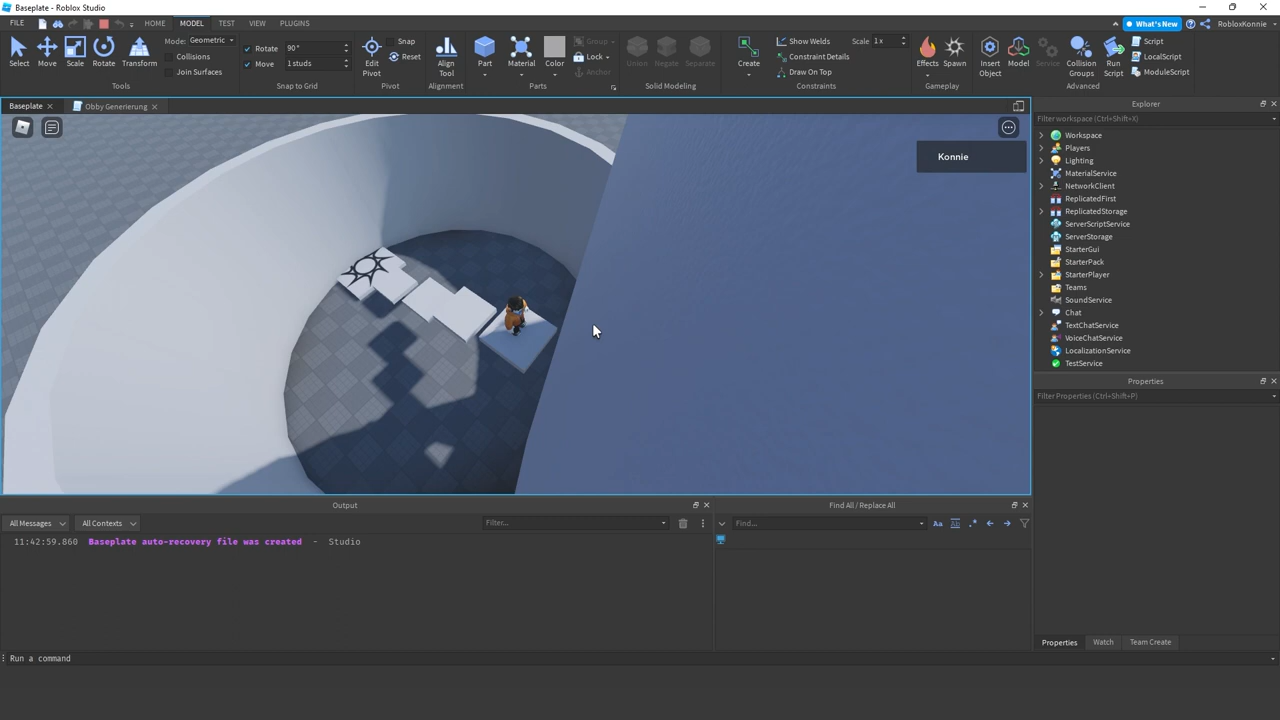 Baseplate - Roblox Studio
FILE HOME MODEL TEST VIEW PLUGINS What's New RobloxKonnie
Select Move Scale Rotate Transform
Mode: Geometric
Collisions
Join Surfaces
Tools
Rotate 90°
Move 1 studs
Snap to Grid
Edit
Pivot
Snap
Reset
Pivot
Align
Tool
Alignment
Part Material Color
Group
Lock
Anchor
Parts
Union Negate Separate
Solid Modeling
Create
Show Welds
Constraint Details
Draw On Top
Scale 1 x
Constraints
Effects Spawn
Gameplay
Insert
Object
Model Service
Collision
Groups
Run
Script
Script
LocalScript
ModuleScript
Advanced
Baseplate Obby Generierung
Konnie
Explorer
Filter workspace (Ctrl+Shift+X)
Workspace
Players
Lighting
MaterialService
NetworkClient
ReplicatedFirst
ReplicatedStorage
ServerScriptService
ServerStorage
StarterGui
StarterPack
StarterPlayer
Teams
SoundService
Chat
TextChatService
VoiceChatService
LocalizationService
TestService
Properties
Filter Properties (Ctrl+Shift+P)
Output
All Messages All Contexts Filter...
11:42:59.860 Baseplate auto-recovery file was created - Studio
Find All / Replace All
Find... Aa Ab .*
Properties Watch Team Create
Run a command